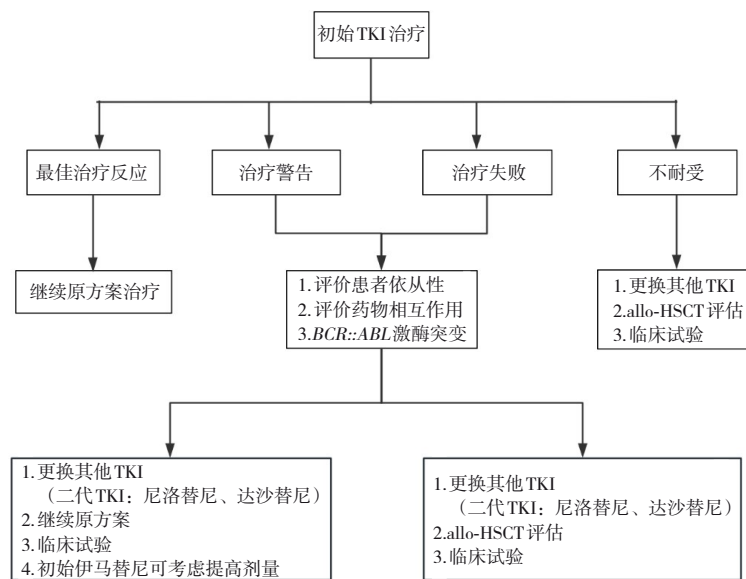 初始TKI治疗
最佳治疗反应
治疗警告
治疗失败
不耐受
继续原方案治疗
1.评价患者依从性
2.评价药物相互作用
3.BCR::ABL激酶突变
1.更换其他TKI
2.allo-HSCT评估
3.临床试验
1.更换其他TKI
（二代TKI：尼洛替尼、达沙替尼）
2.继续原方案
3.临床试验
4.初始伊马替尼可考虑提高剂量
1.更换其他TKI
（二代TKI：尼洛替尼、达沙替尼）
2.allo-HSCT评估
3.临床试验